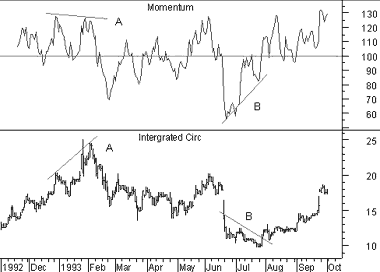 Momentum
130
120
110
A
100
90
80
70
B
60
50
Intergrated Circ
25
A
20
15
B
10
1992 Dec 1993 Feb Mar Apr May Jun Jul Aug Sep Oct